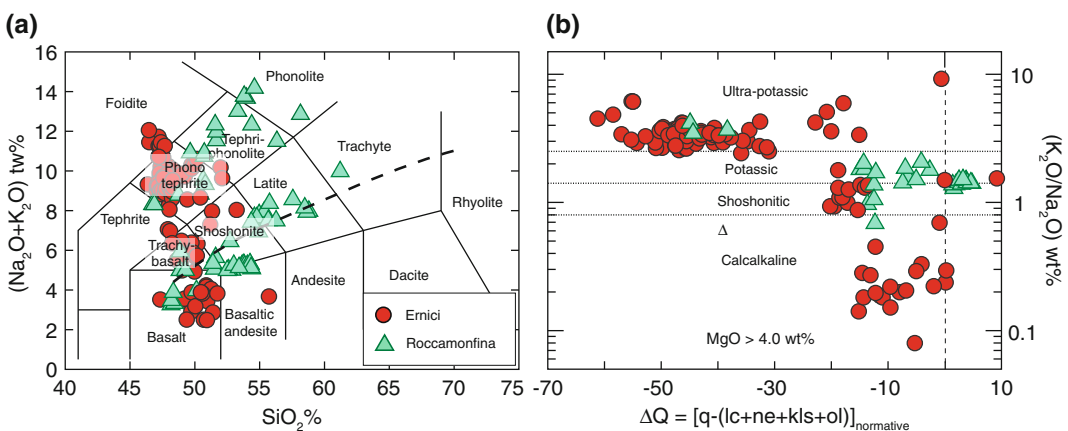 (a)
(Na2O+K2O) tw%
16
14
12
10
8
6
4
2
0
41
45
50
55
60
65
70
75
SiO2%
Foidite
Phonolite
Tephri-
phonolite
Phono
tephrite
Trachyte
Latite
Tephrite
Shoshonite
Trachy-
basalt
Rhyolite
Andesite
Dacite
Basalt
Basaltic
andesite
Ernici
Roccamonfina
(b)
Ultra-potassic
Potassic
Shoshonitic
Δ
Calcalkaline
MgO > 4.0 wt%
10
1
0.1
(K2O/Na2O) wt%
-70
-50
-30
-10
10
ΔQ = [q-(lc+ne+kls+ol)]normative